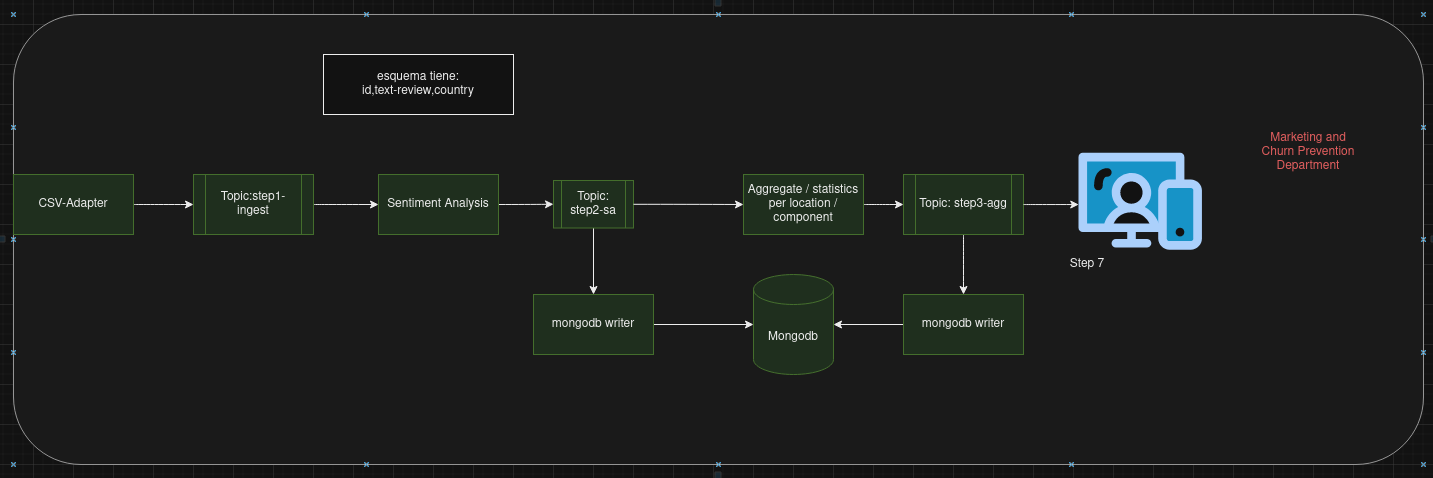 esquema tiene:
id,text-review,country
Marketing and
Churn Prevention
Department
CSV-Adapter
Topic:step1-
ingest
Sentiment Analysis
Topic:
step2-sa
Aggregate / statistics
per location /
component
Topic: step3-agg
Step 7
mongodb writer
Mongodb
mongodb writer